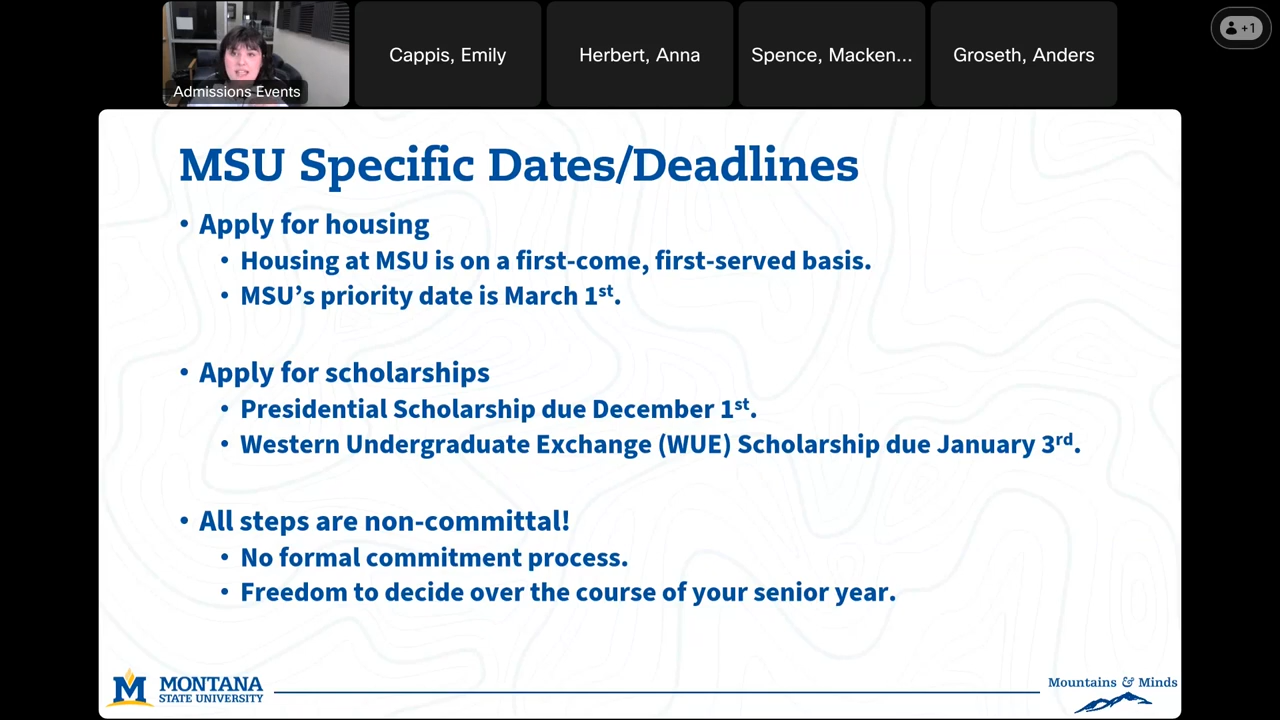 Admissions Events
Cappis, Emily
Herbert, Anna
Spence, Macken...
Groseth, Anders
+1
MSU Specific Dates/Deadlines
• Apply for housing
• Housing at MSU is on a first-come, first-served basis.
• MSU’s priority date is March 1st.
• Apply for scholarships
• Presidential Scholarship due December 1st.
• Western Undergraduate Exchange (WUE) Scholarship due January 3rd.
• All steps are non-committal!
• No formal commitment process.
• Freedom to decide over the course of your senior year.
M MONTANA
STATE UNIVERSITY
Mountains & Minds